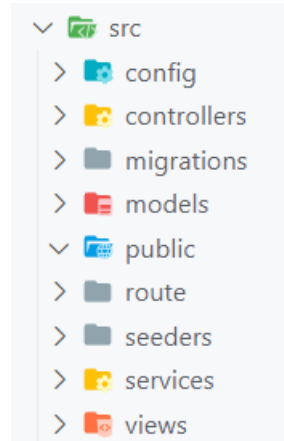 src
config
controllers
migrations
models
public
route
seeders
services
views